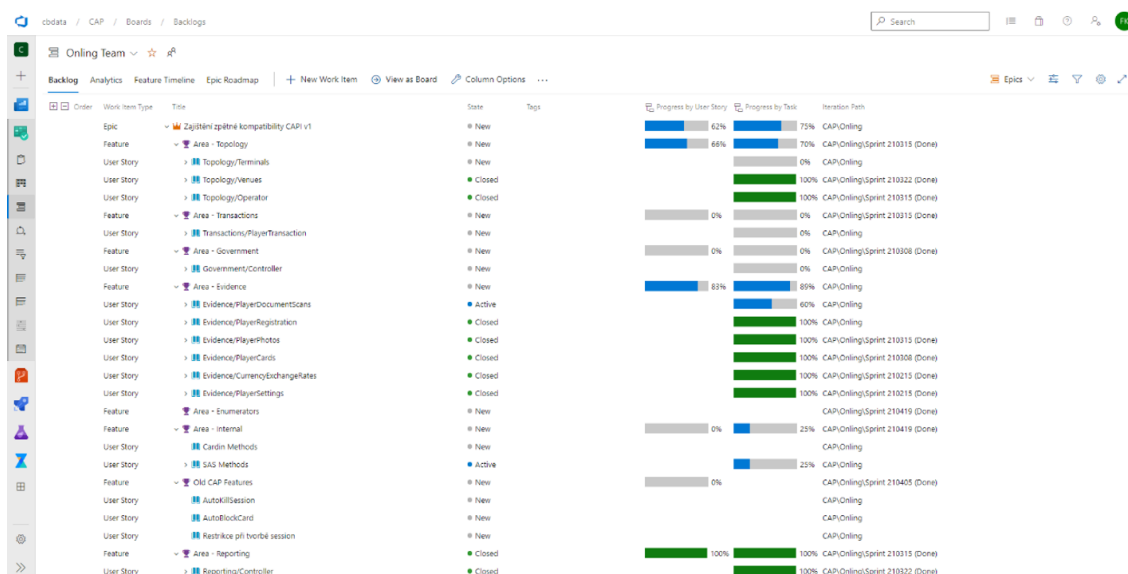 cbdata / CAP / Boards / Backlogs
Search
FK
C
Onling Team
Backlog Analytics Feature Timeline Epic Roadmap New Work Item View as Board Column Options ... Epics
Order Work Item Type Title State Tags Progress by User Story Progress by Task Iteration Path
Epic Zajištění zpětné kompatibility CAPI v1 New 62% 75% CAP\Onling
Feature Area - Topology New 66% 70% CAP\Onling\Sprint 210315 (Done)
User Story Topology/Terminals New 0% CAP\Onling
User Story Topology/Venues Closed 100% CAP\Onling\Sprint 210322 (Done)
User Story Topology/Operator Closed 100% CAP\Onling\Sprint 210315 (Done)
Feature Area - Transactions New 0% 0% CAP\Onling\Sprint 210315 (Done)
User Story Transactions/PlayerTransaction New 0% CAP\Onling
Feature Area - Government New 0% 0% CAP\Onling\Sprint 210308 (Done)
User Story Government/Controller New 0% CAP\Onling
Feature Area - Evidence New 83% 89% CAP\Onling
User Story Evidence/PlayerDocumentScans Active 60% CAP\Onling
User Story Evidence/PlayerRegistration Closed 100% CAP\Onling
User Story Evidence/PlayerPhotos Closed 100% CAP\Onling\Sprint 210315 (Done)
User Story Evidence/PlayerCards Closed 100% CAP\Onling\Sprint 210308 (Done)
User Story Evidence/CurrencyExchangeRates Closed 100% CAP\Onling\Sprint 210215 (Done)
User Story Evidence/PlayerSettings Closed 100% CAP\Onling\Sprint 210215 (Done)
Feature Area - Enumerators New CAP\Onling\Sprint 210419 (Done)
Feature Area - Internal New 0% 25% CAP\Onling\Sprint 210419 (Done)
User Story Cardin Methods New CAP\Onling
User Story SAS Methods Active 25% CAP\Onling
Feature Old CAP Features New 0% CAP\Onling\Sprint 210405 (Done)
User Story AutoKillSession New CAP\Onling
User Story AutoBlockCard New CAP\Onling
User Story Restrikce při tvorbě session New CAP\Onling
Feature Area - Reporting Closed 100% 100% CAP\Onling\Sprint 210315 (Done)
User Story Reporting/Controller Closed 100% CAP\Onling\Sprint 210322 (Done)